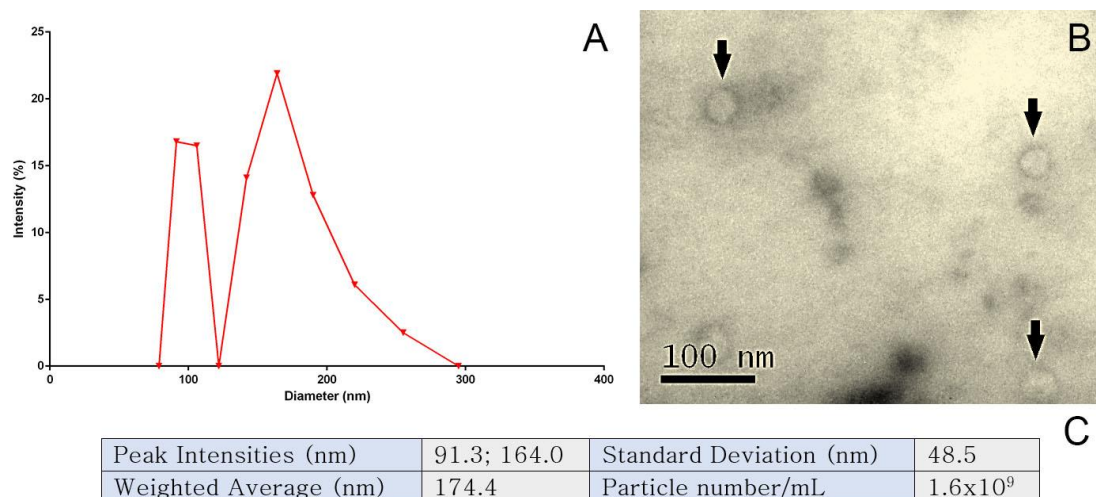 A
25
20
15
10
5
0
Intensity (%)
0 100 200 300 400
Diameter (nm)
B
100 nm
C
Peak Intensities (nm) 91.3; 164.0 Standard Deviation (nm) 48.5
Weighted Average (nm) 174.4 Particle number/mL 1.6x10⁹